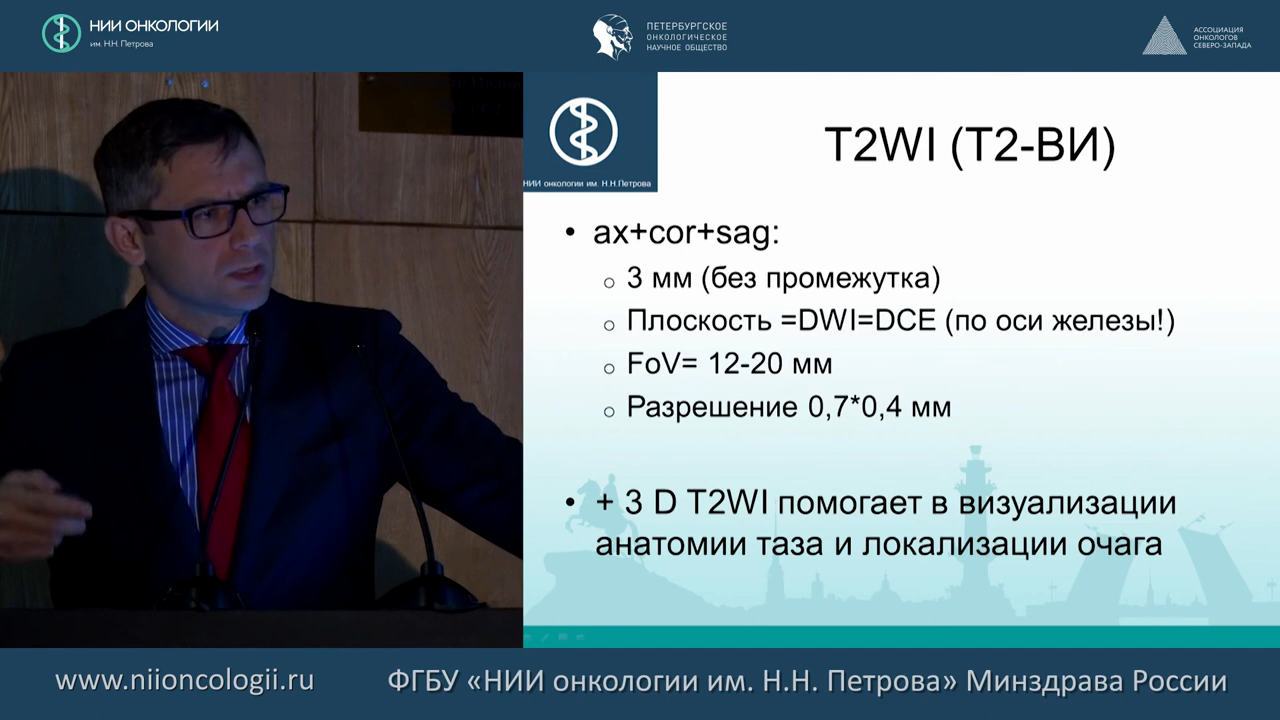 НИИ ОНКОЛОГИИ
им. Н.Н. Петрова
ПЕТЕРБУРГСКОЕ
ОНКОЛОГИЧЕСКОЕ
НАУЧНОЕ ОБЩЕСТВО
АССОЦИАЦИЯ
ОНКОЛОГОВ
СЕВЕРО-ЗАПАДА
НИИ онкологии им. Н.Н.Петрова
T2WI (Т2-ВИ)
• ax+cor+sag:
o 3 мм (без промежутка)
o Плоскость =DWI=DCE (по оси железы!)
o FoV= 12-20 мм
o Разрешение 0,7*0,4 мм
• + 3 D T2WI помогает в визуализации
анатомии таза и локализации очага
www.niioncologii.ru
ФГБУ «НИИ онкологии им. Н.Н. Петрова» Минздрава России